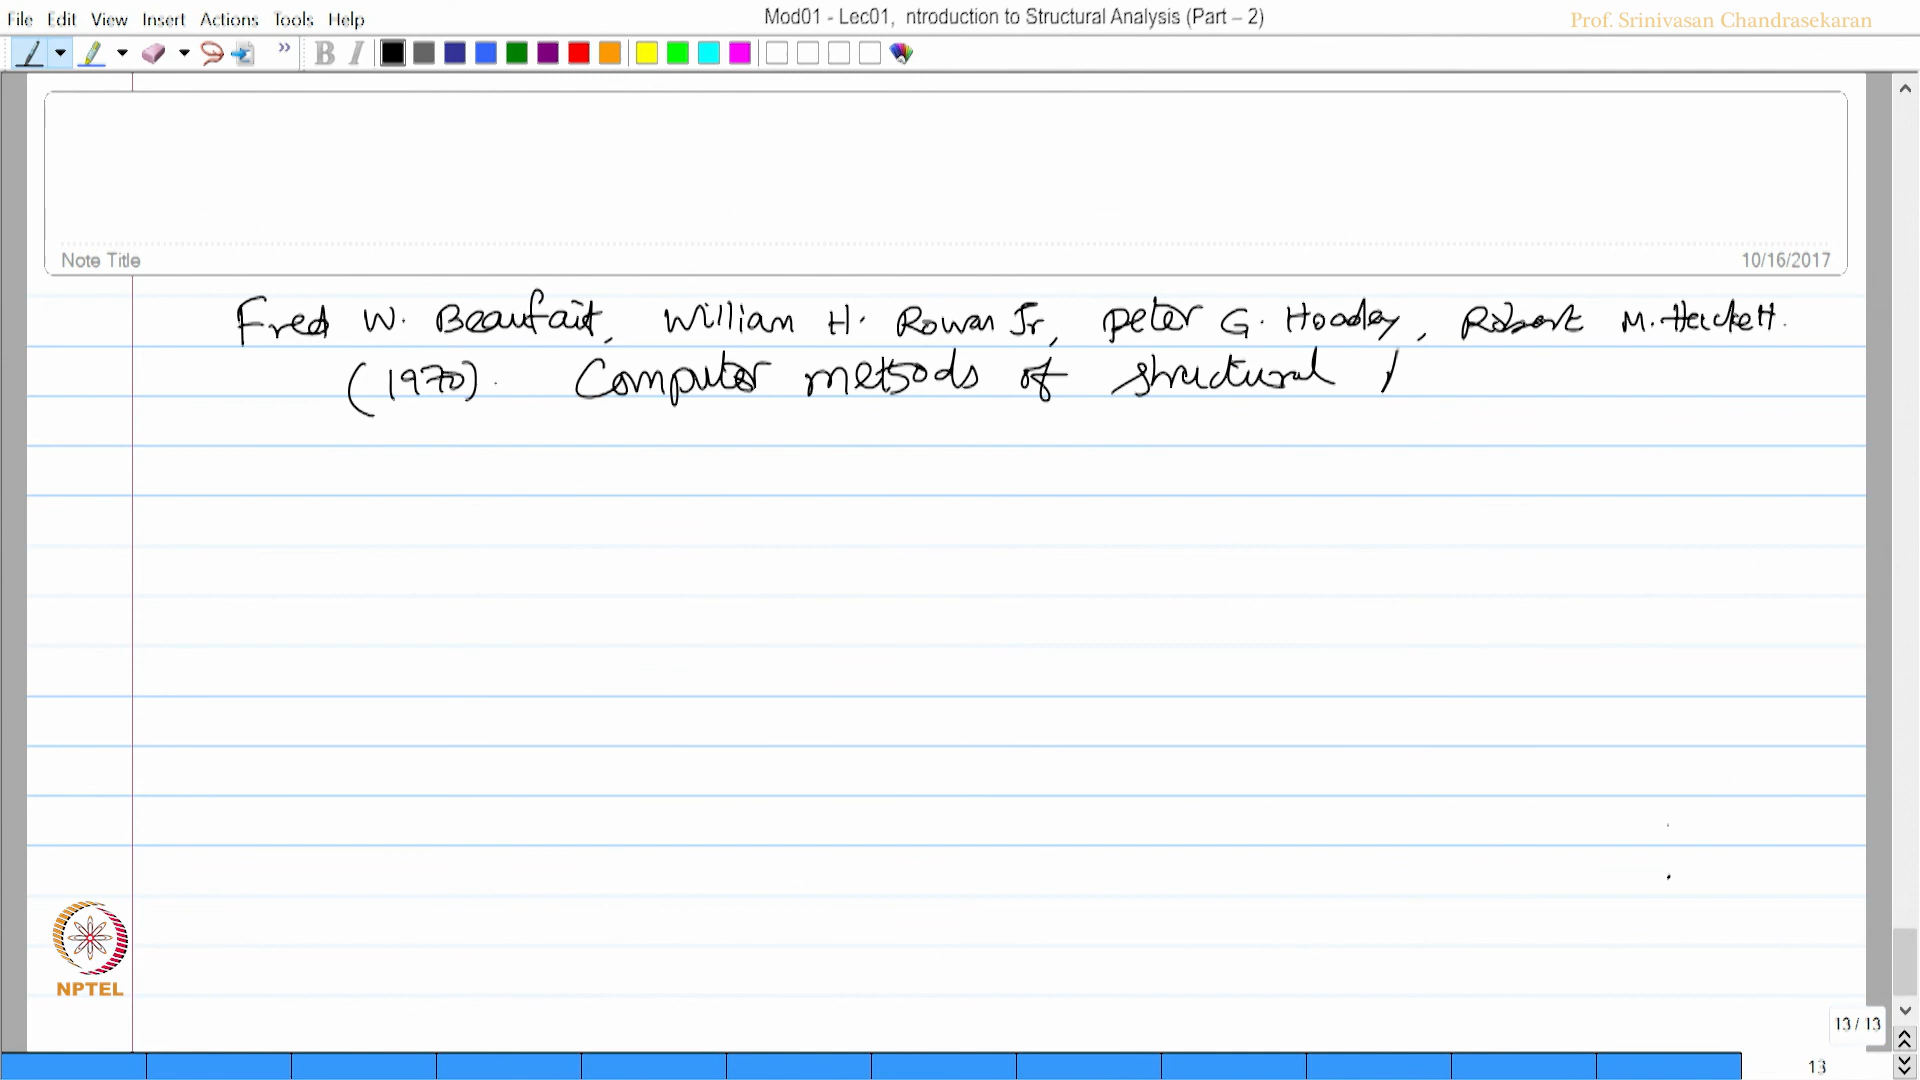 File Edit View Insert Actions Tools Help
Mod01 - Lec01, ntroduction to Structural Analysis (Part – 2)
Prof. Srinivasan Chandrasekaran
B I
Note Title
10/16/2017
Fred W. Beaufait, William H. Rowan Jr, Peter G. Hoadley, Robert M. Hackett.
(1970). Computer methods of structural
NPTEL
13 / 13
13